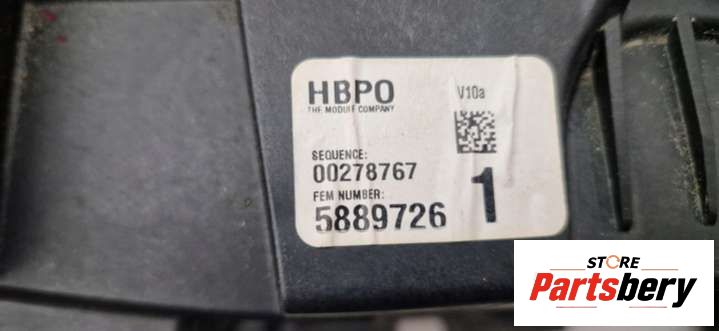 HBPO
THE MODULE COMPANY
V10a
SEQUENCE:
00278767
FEM NUMBER:
5889726
1
STORE
Partsbery